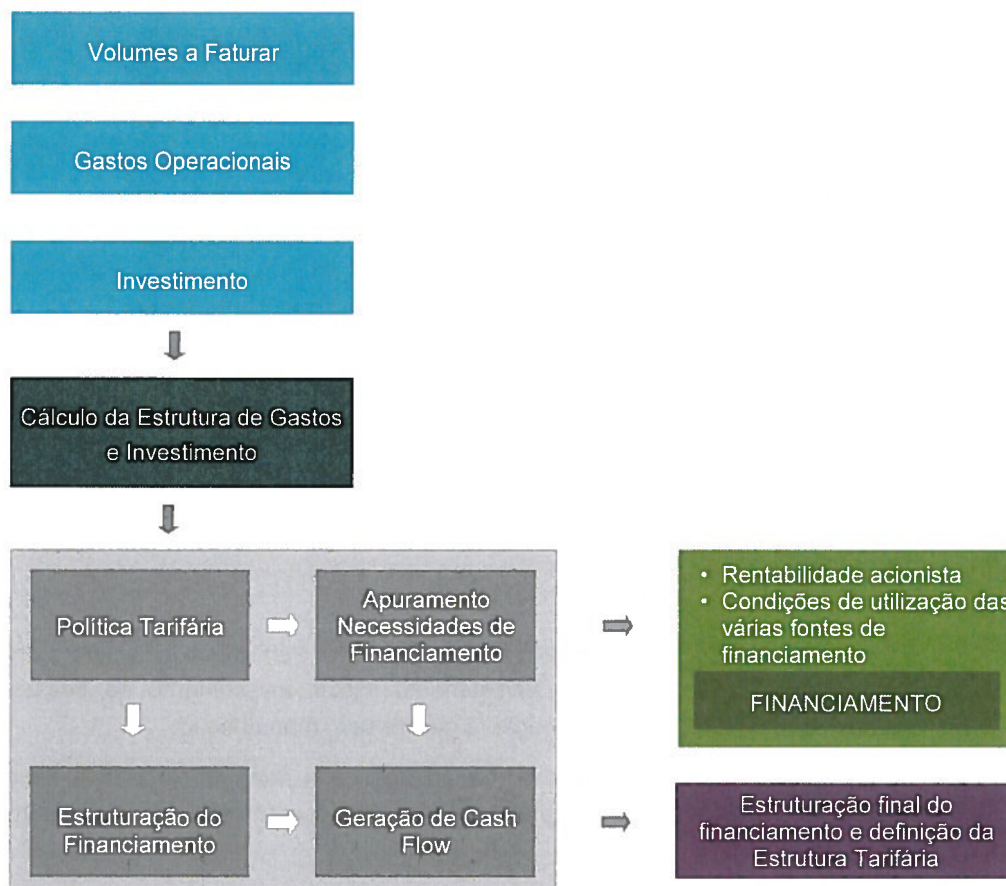 Volumes a Faturar
Gastos Operacionais
Investimento
Cálculo da Estrutura de Gastos
e Investimento
Política Tarifária
Apuramento
Necessidades de
Financiamento
• Rentabilidade acionista
• Condições de utilização das
várias fontes de
financiamento
FINANCIAMENTO
Estruturação do
Financiamento
Geração de Cash
Flow
Estruturação final do
financiamento e definição da
Estrutura Tarifária